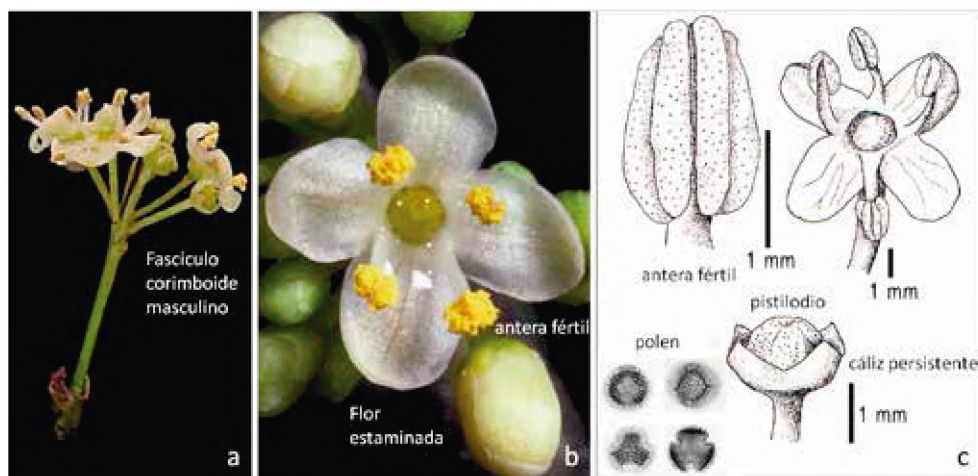 Fascículo
corimboide
masculino
a
antera fértil
Flor
estaminada
b
1 mm
antera fértil
1 mm
pistilodio
polen
cáliz persistente
1 mm
c